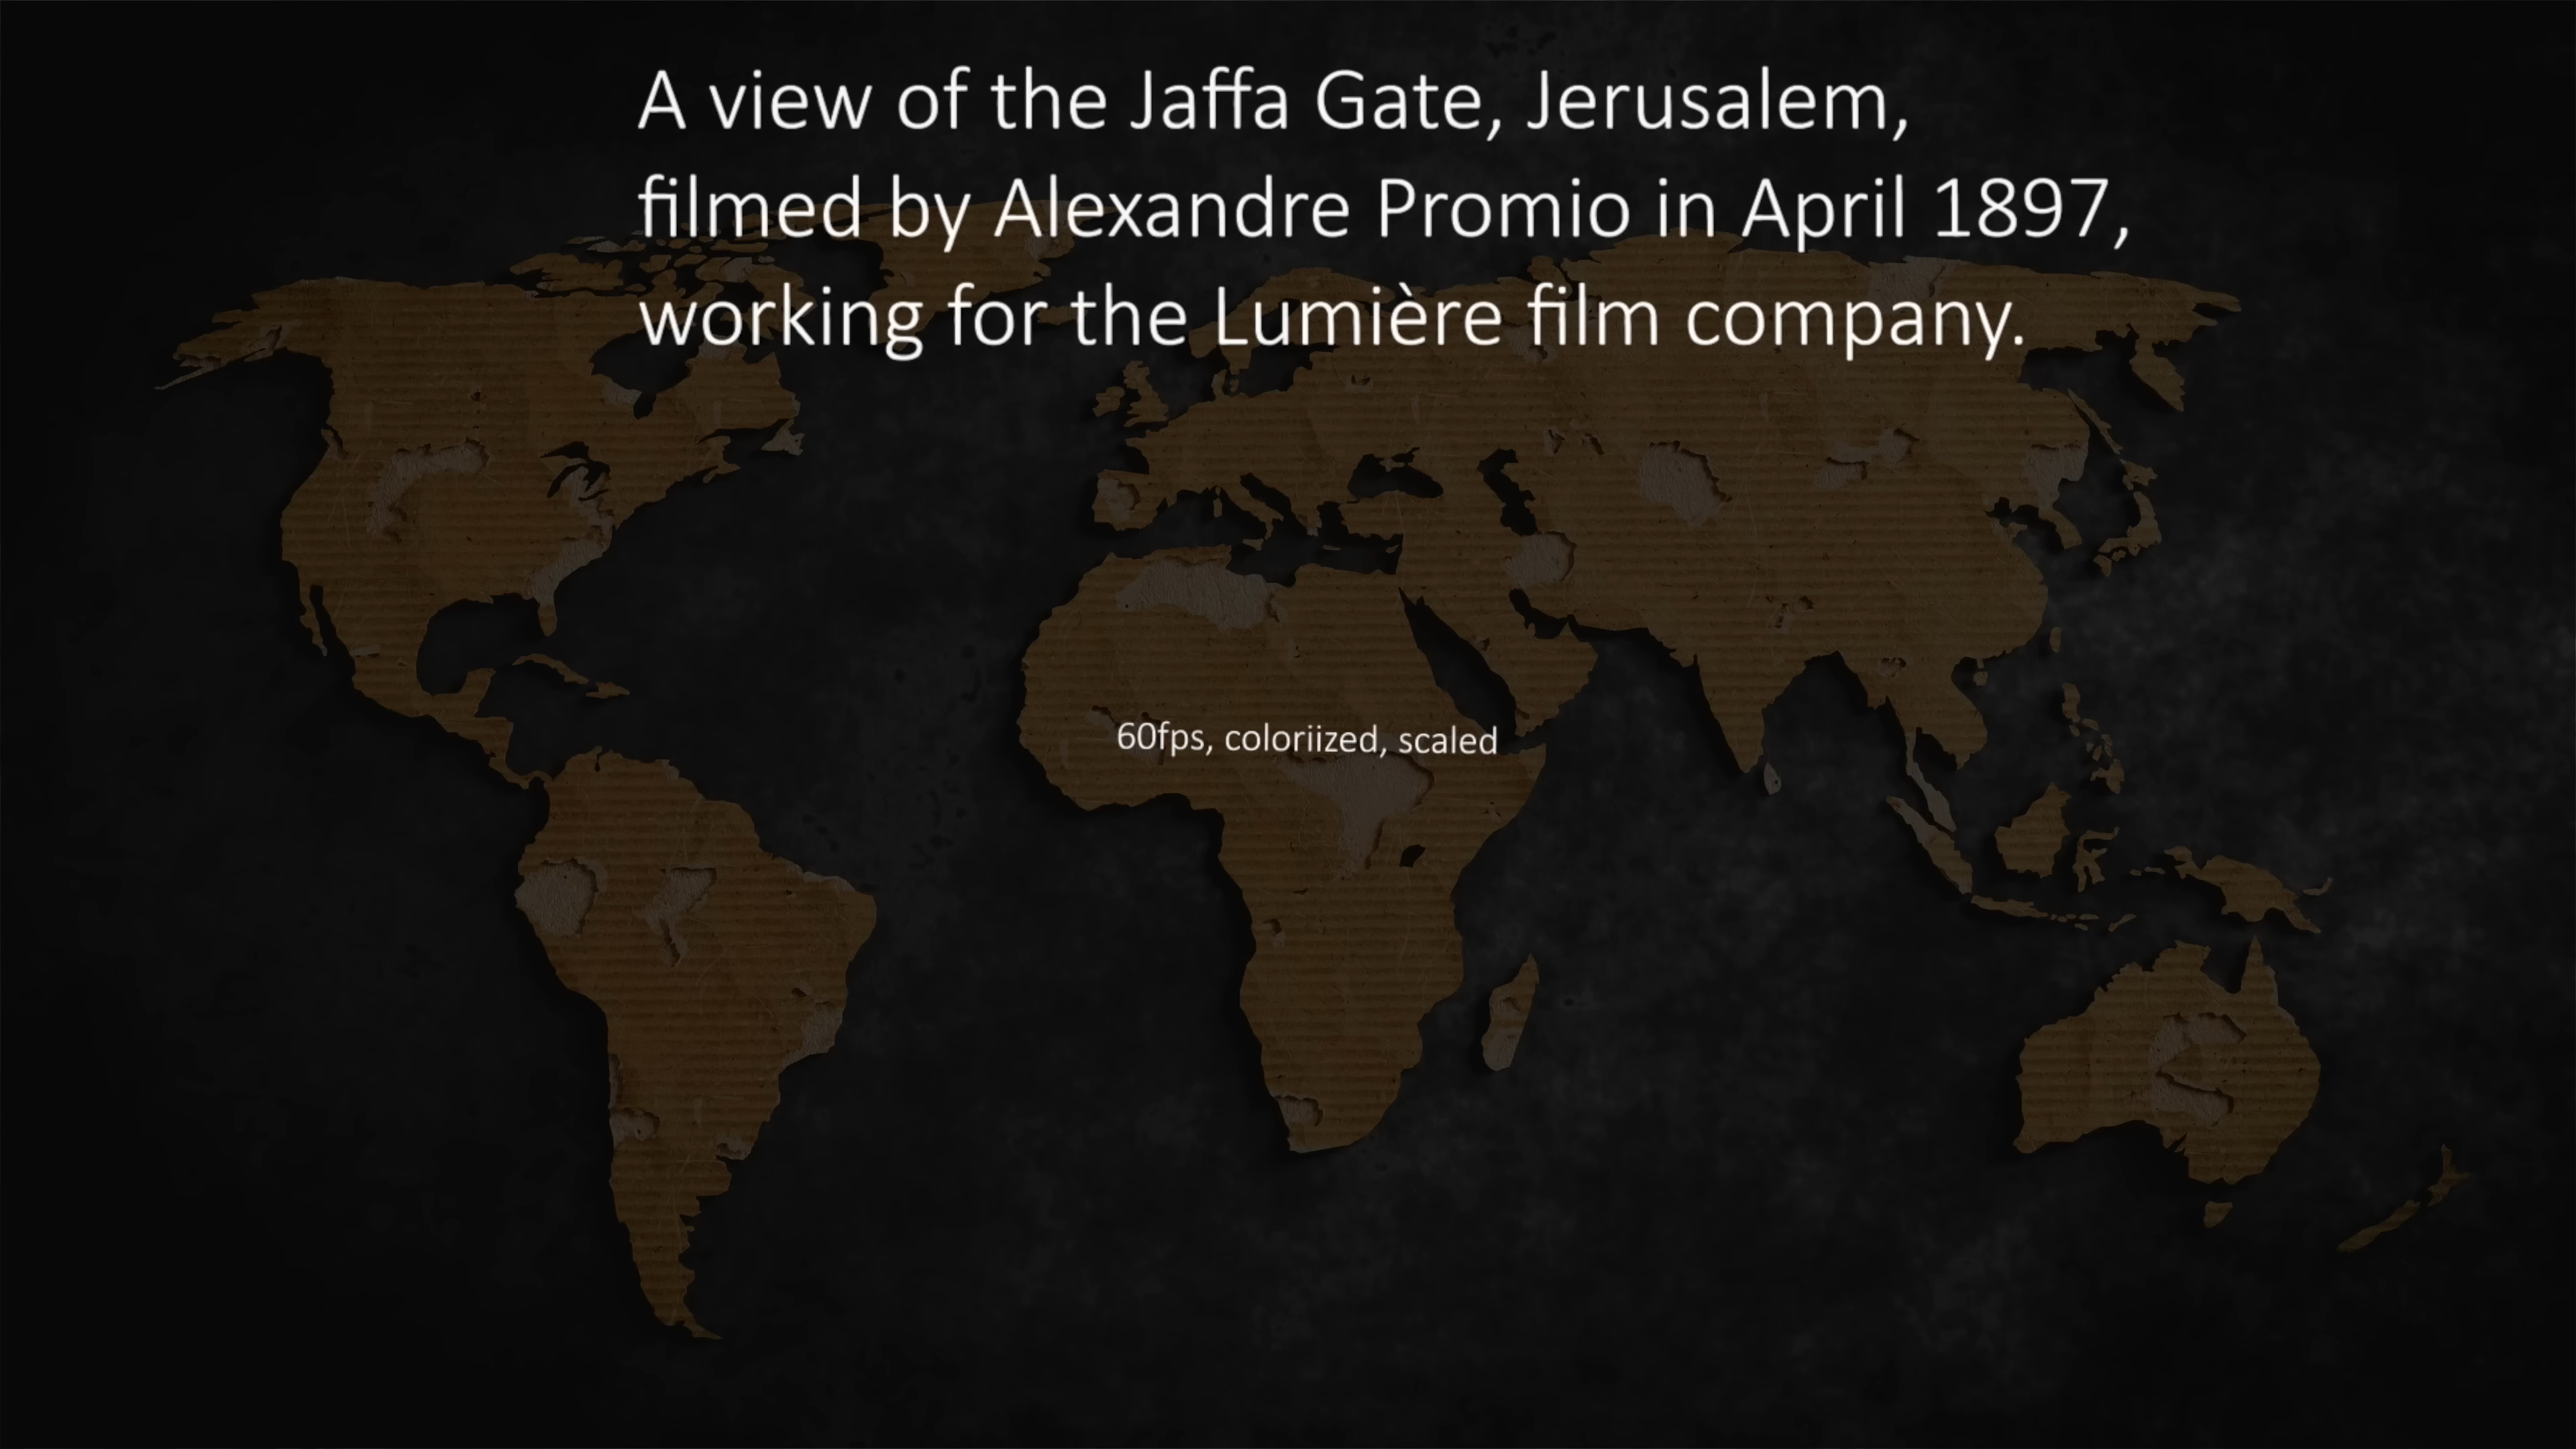 A view of the Jaffa Gate, Jerusalem,
filmed by Alexandre Promio in April 1897,
working for the Lumière film company.
60fps, coloriized, scaled